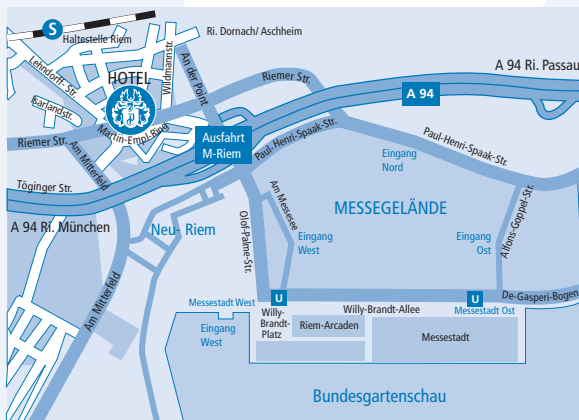 S
Haltestelle Riem
Ri. Dornach/ Aschheim
Lehndorff- Str.
HOTEL
Wildmannstr.
An der Point
Riemer Str.
A 94 Ri. Passau
A 94
Garlandstr.
Martin-Empl-Ring
Riemer Str.
Am Mitterfeld
Ausfahrt
M-Riem
Paul-Henri-Spaak-Str.
Paul-Henri-Spaak-Str.
Eingang
Nord
Töginger Str.
A 94 Ri. München
Neu- Riem
Am Messesee
Olof-Palme-Str.
MESSEGELÄNDE
Eingang
West
Eingang
Ost
Alfons-Goppel-Str.
Am Mitterfeld
U
U
De-Gasperi-Bogen
Messestadt West
Willy-Brandt-Allee
Messestadt Ost
Eingang
West
Willy-
Brandt-
Platz
Riem-Arcaden
Messestadt
Bundesgartenschau